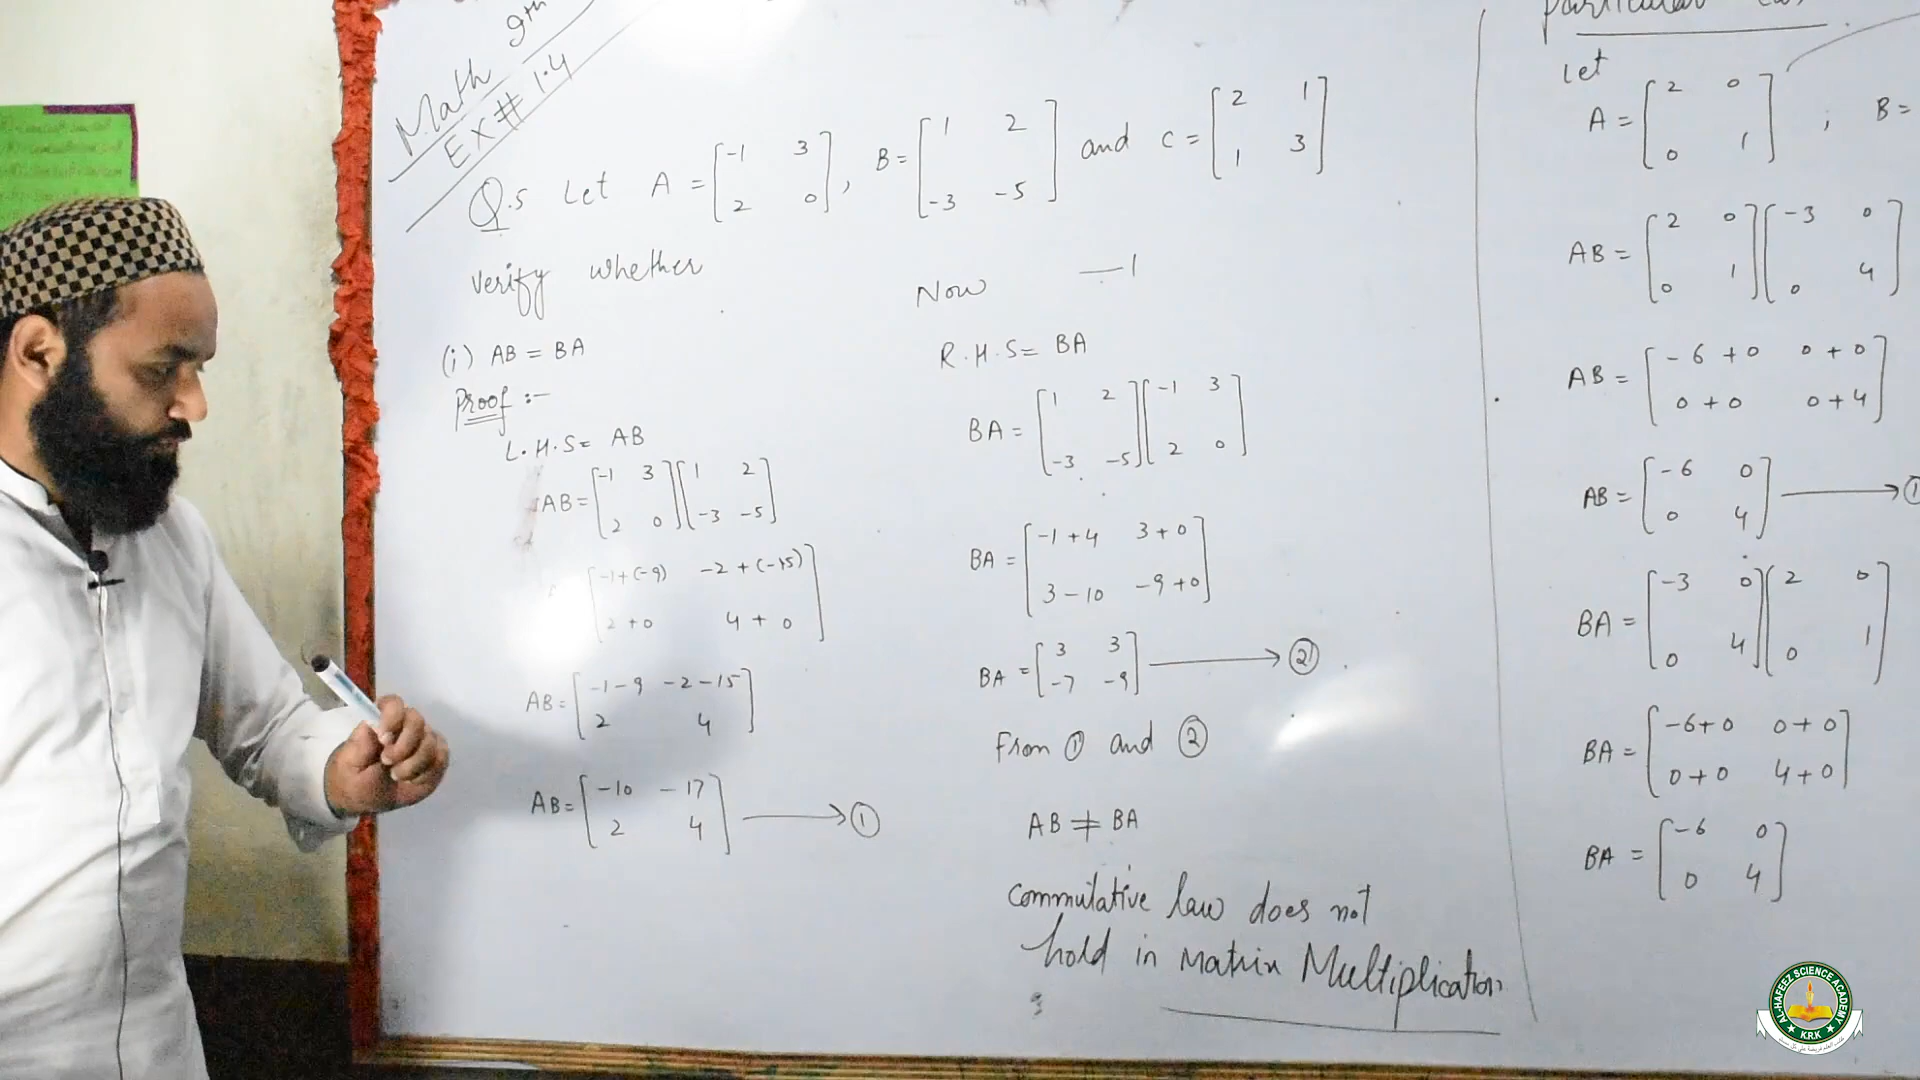 Math 9th
EX# 1.4
Q.5 Let A = [-1 3; 2 0], B = [1 2; -3 -5] and C = [2 1; 1 3]
verify whether
(i) AB = BA
Proof :-
L.H.S = AB
AB = [-1 3; 2 0][1 2; -3 -5]
[-1+(-9) -2+(-15); 2+0 4+0]
AB = [-1-9 -2-15; 2 4]
AB = [-10 -17; 2 4] → ①
Now —1
R.H.S = BA
BA = [1 2; -3 -5][-1 3; 2 0]
BA = [-1+4 3+0; 3-10 -9+0]
BA = [3 3; -7 -9] → ②
From ① and ②
AB ≠ BA
Commutative law does not
hold in Matrix Multiplication
Particular
Let
A = [2 0; 0 1] ; B =
AB = [2 0; 0 1][-3 0; 0 4]
AB = [-6+0 0+0; 0+0 0+4]
AB = [-6 0; 0 4] → ①
BA = [-3 0; 0 4][2 0; 0 1]
BA = [-6+0 0+0; 0+0 4+0]
BA = [-6 0; 0 4]
AL-HAFEEZ SCIENCE ACADEMY
KRK